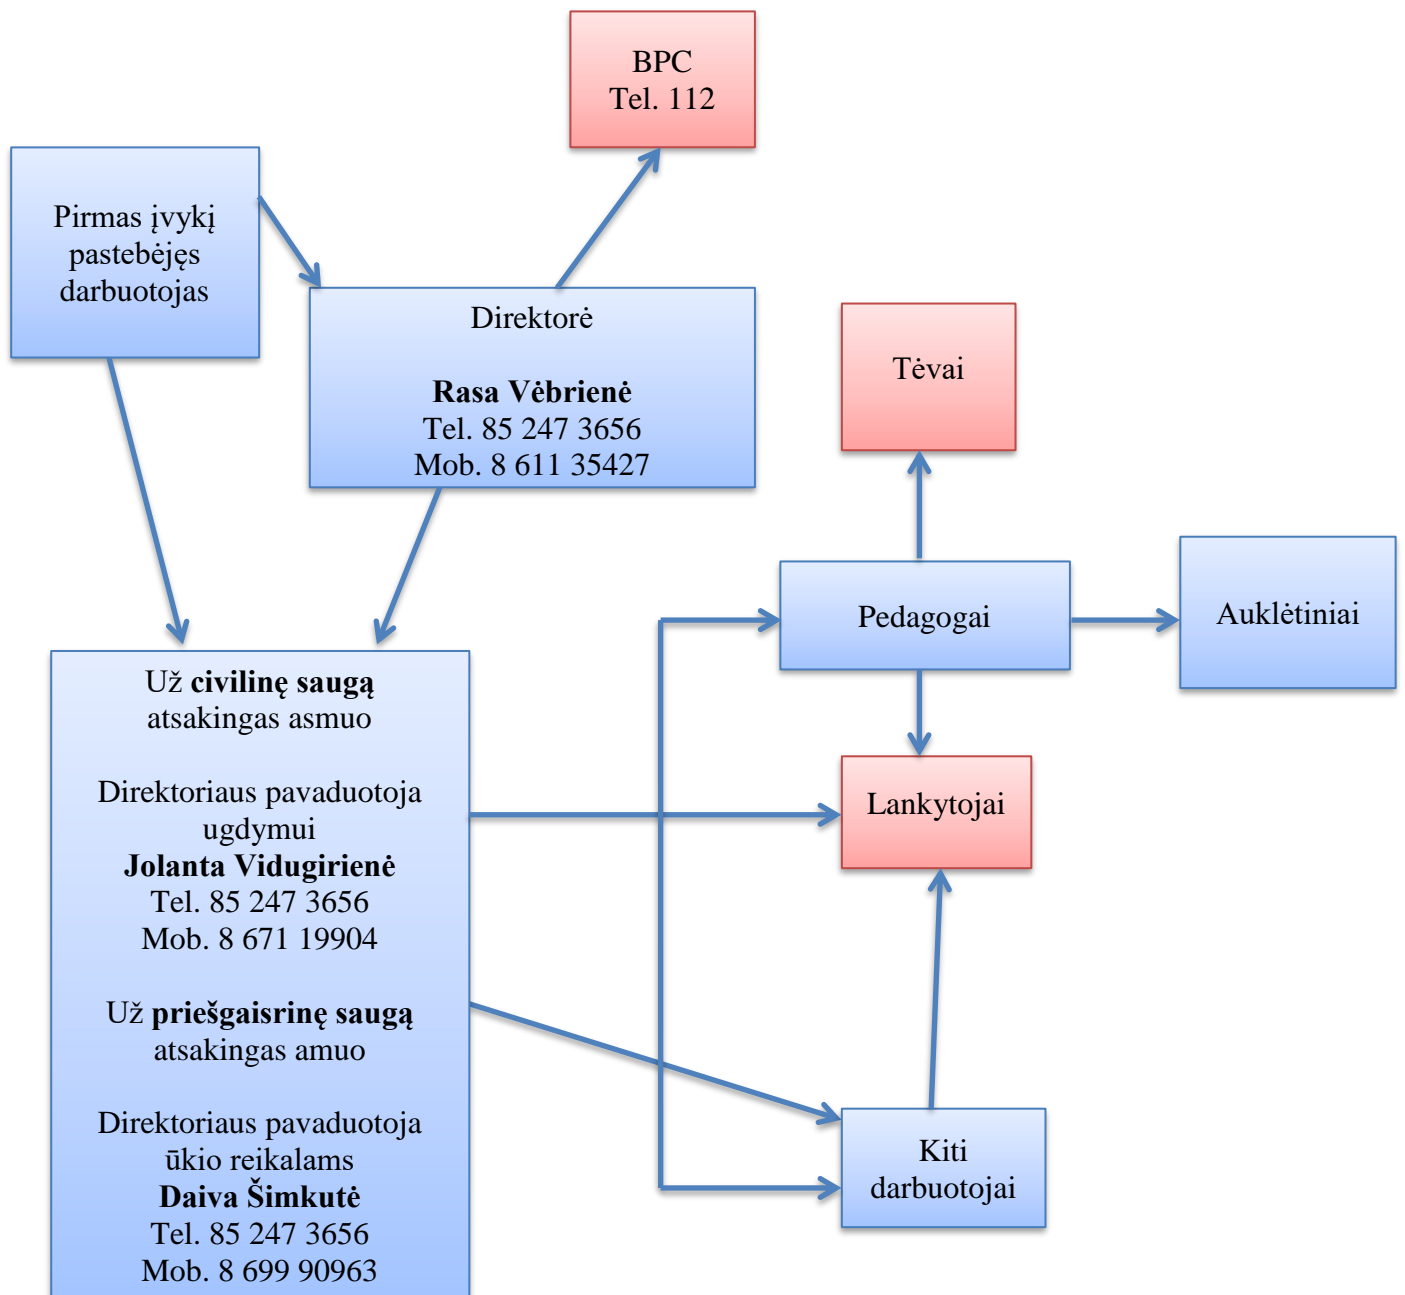 BPC
Tel. 112
Pirmas įvykį
pastebėjęs
darbuotojas
Direktorė
Rasa Vėbrienė
Tel. 85 247 3656
Mob. 8 611 35427
Tėvai
Pedagogai
Auklėtiniai
Už civilinę saugą
atsakingas asmuo
Direktoriaus pavaduotoja
ugdymui
Jolanta Vidugirienė
Tel. 85 247 3656
Mob. 8 671 19904
Už priešgaisrinę saugą
atsakingas amuo
Direktoriaus pavaduotoja
ūkio reikalams
Daiva Šimkutė
Tel. 85 247 3656
Mob. 8 699 90963
Lankytojai
Kiti
darbuotojai